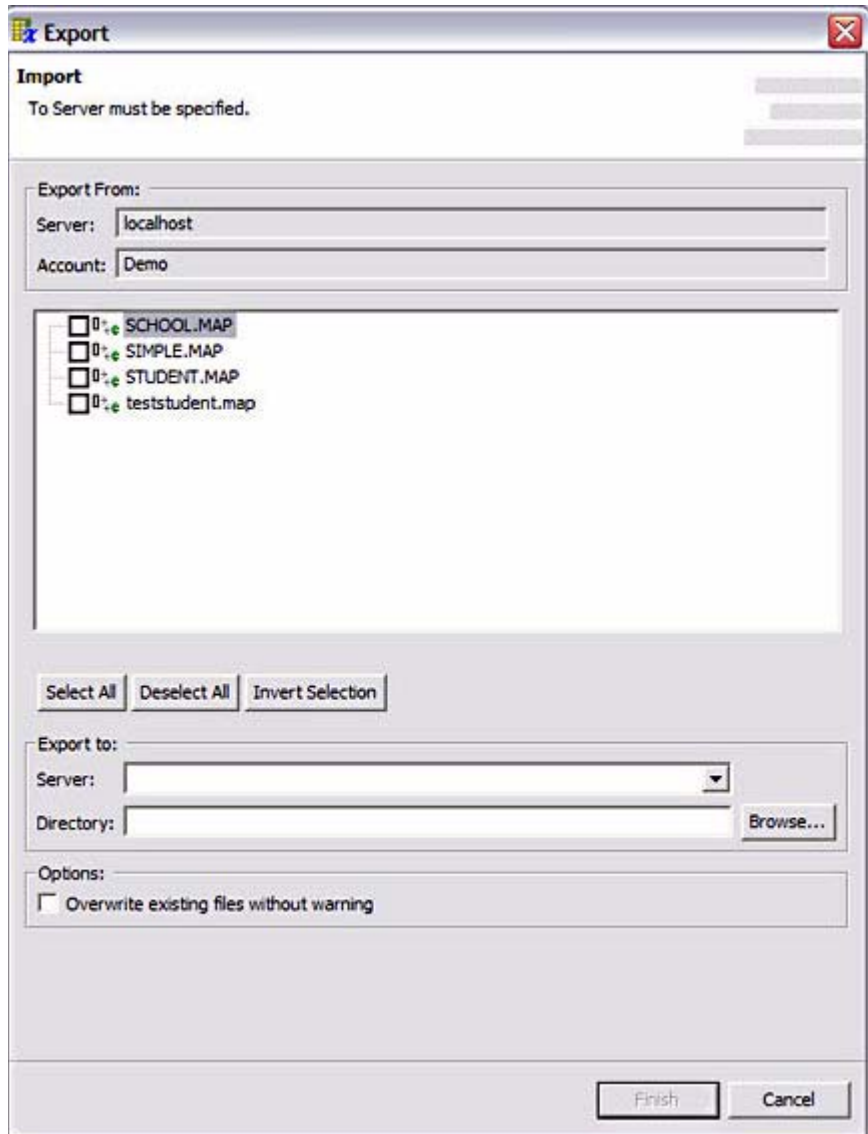 Export
Import
To Server must be specified.
Export From:
Server: localhost
Account: Demo
SCHOOL.MAP
SIMPLE.MAP
STUDENT.MAP
teststudent.map
Select All Deselect All Invert Selection
Export to:
Server:
Directory: Browse...
Options:
Overwrite existing files without warning
Finish Cancel